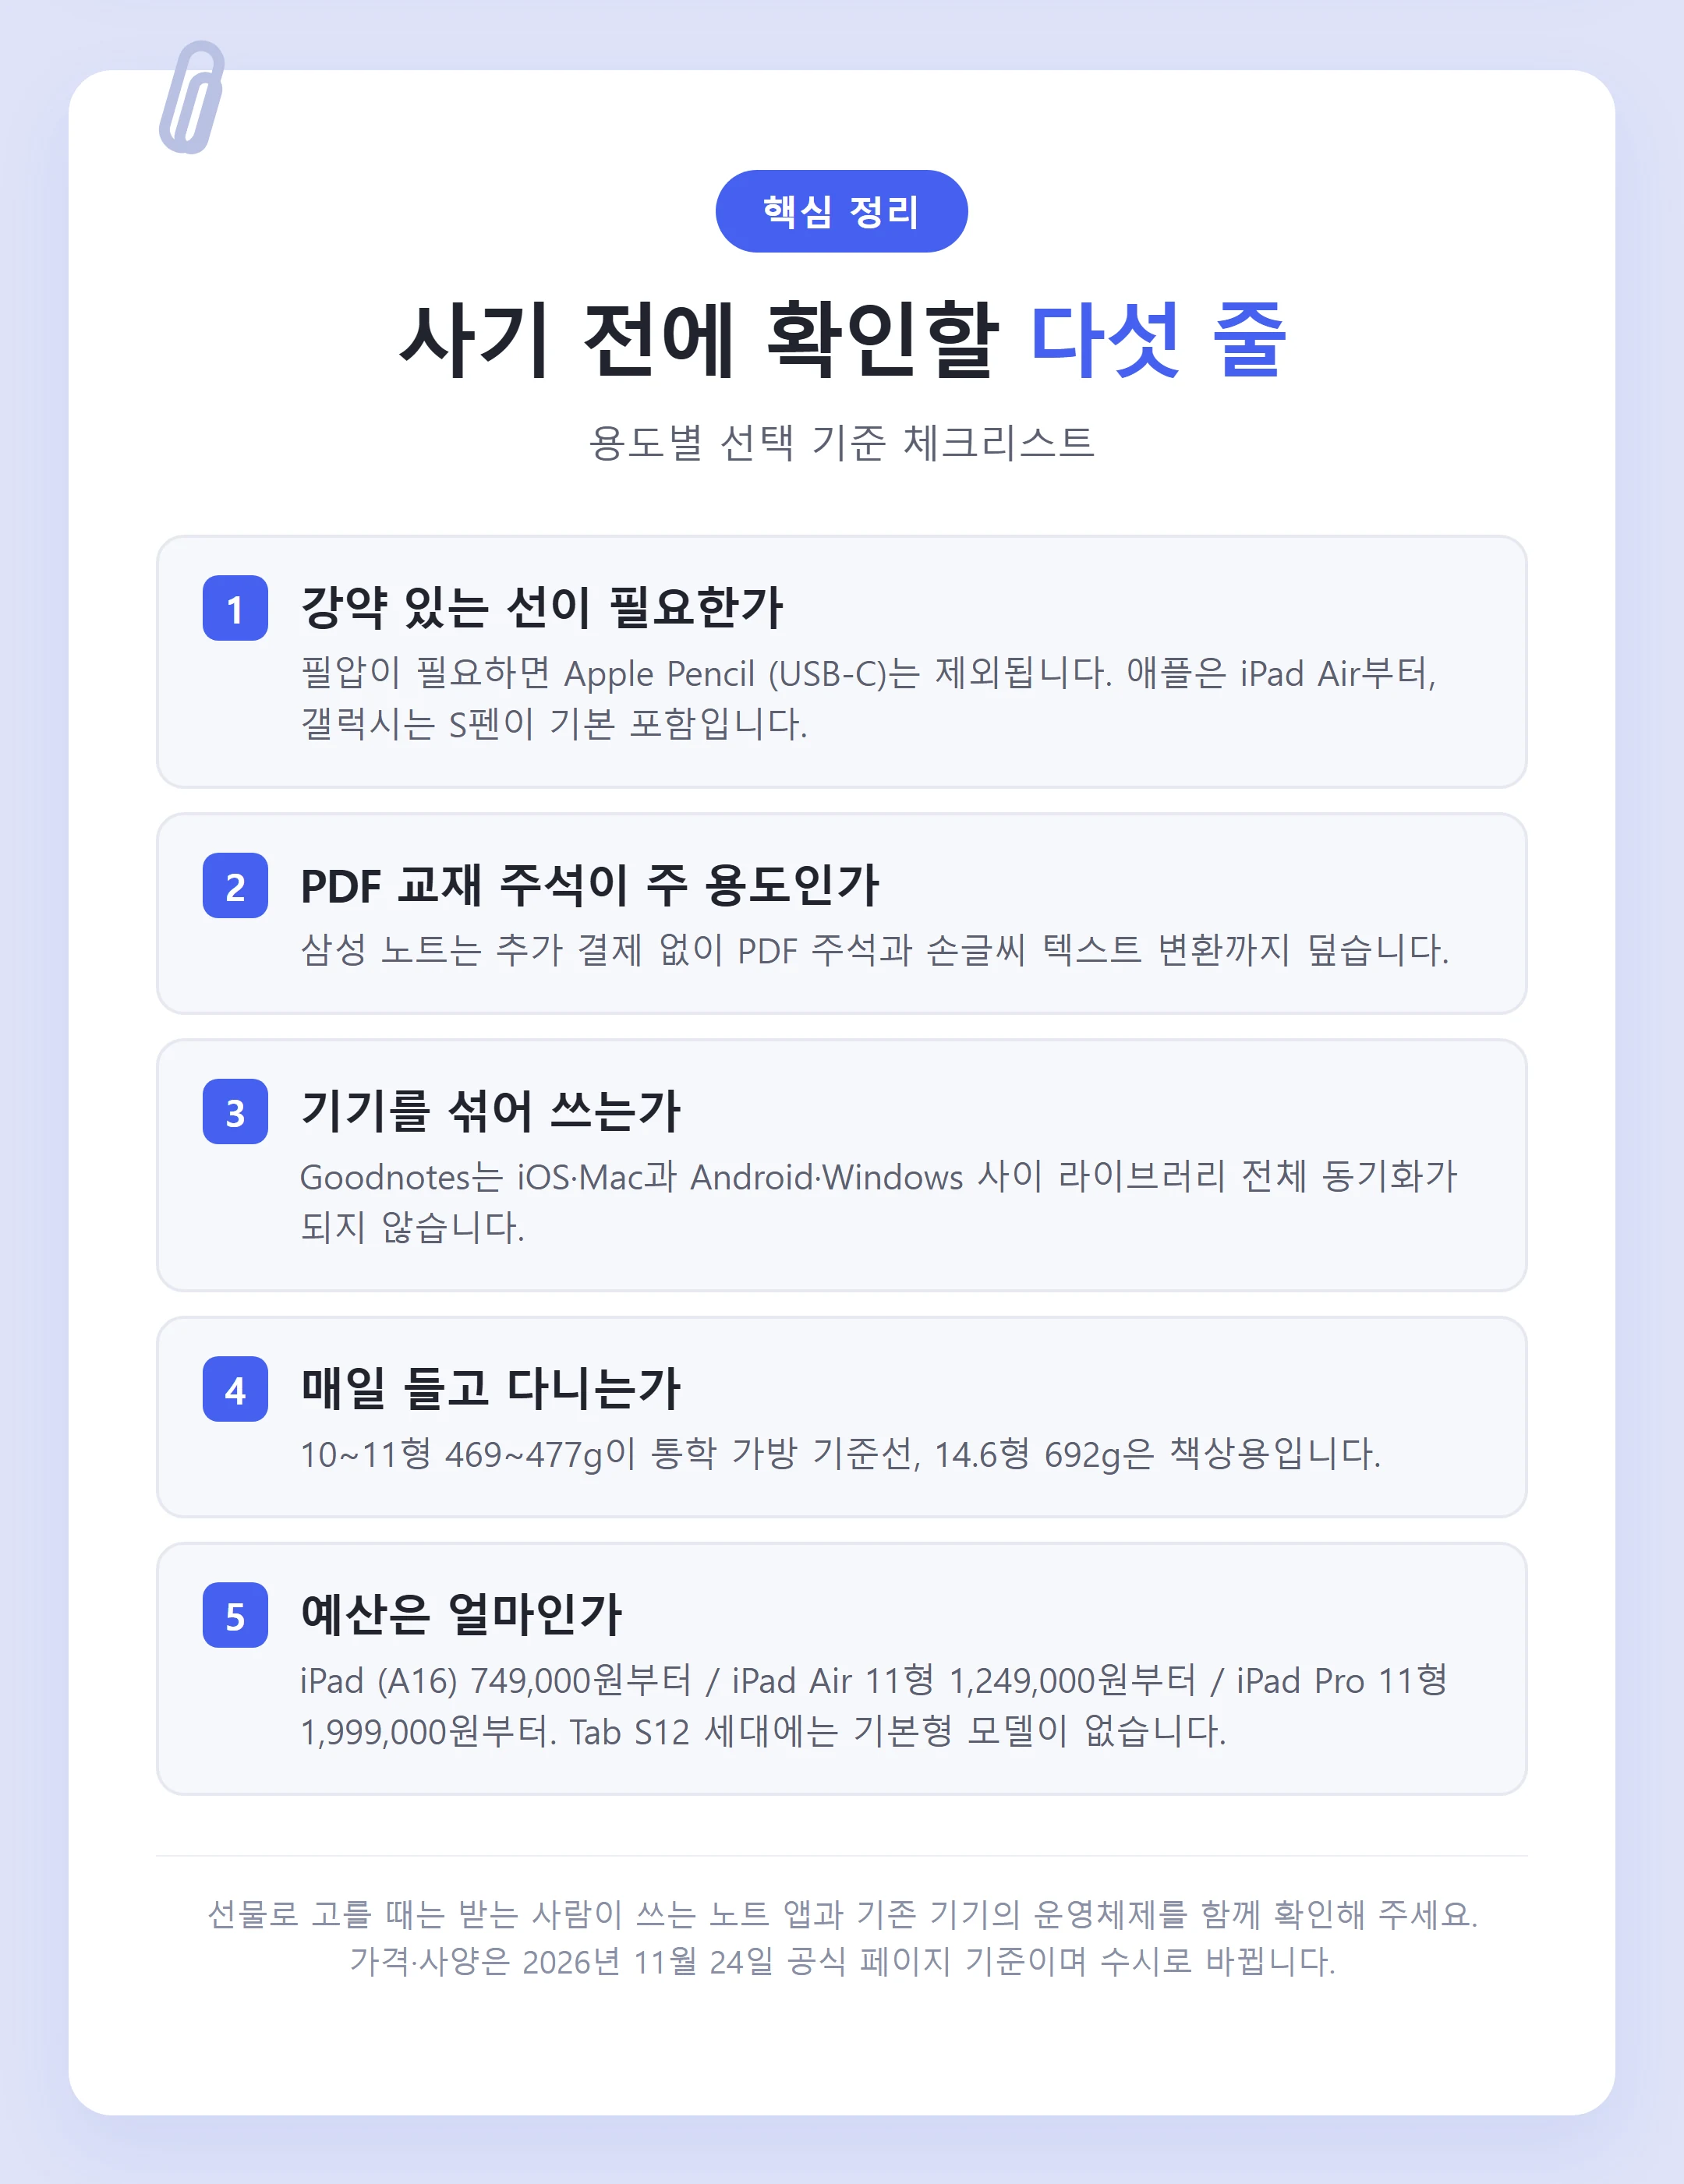 핵심 정리
사기 전에 확인할 다섯 줄
용도별 선택 기준 체크리스트
1 강약 있는 선이 필요한가
필압이 필요하면 Apple Pencil (USB-C)는 제외됩니다. 애플은 iPad Air부터,
갤럭시는 S펜이 기본 포함입니다.
2 PDF 교재 주석이 주 용도인가
삼성 노트는 추가 결제 없이 PDF 주석과 손글씨 텍스트 변환까지 덮습니다.
3 기기를 섞어 쓰는가
Goodnotes는 iOS·Mac과 Android·Windows 사이 라이브러리 전체 동기화가
되지 않습니다.
4 매일 들고 다니는가
10~11형 469~477g이 통학 가방 기준선, 14.6형 692g은 책상용입니다.
5 예산은 얼마인가
iPad (A16) 749,000원부터 / iPad Air 11형 1,249,000원부터 / iPad Pro 11형
1,999,000원부터. Tab S12 세대에는 기본형 모델이 없습니다.
선물로 고를 때는 받는 사람이 쓰는 노트 앱과 기존 기기의 운영체제를 함께 확인해 주세요.
가격·사양은 2026년 11월 24일 공식 페이지 기준이며 수시로 바뀝니다.